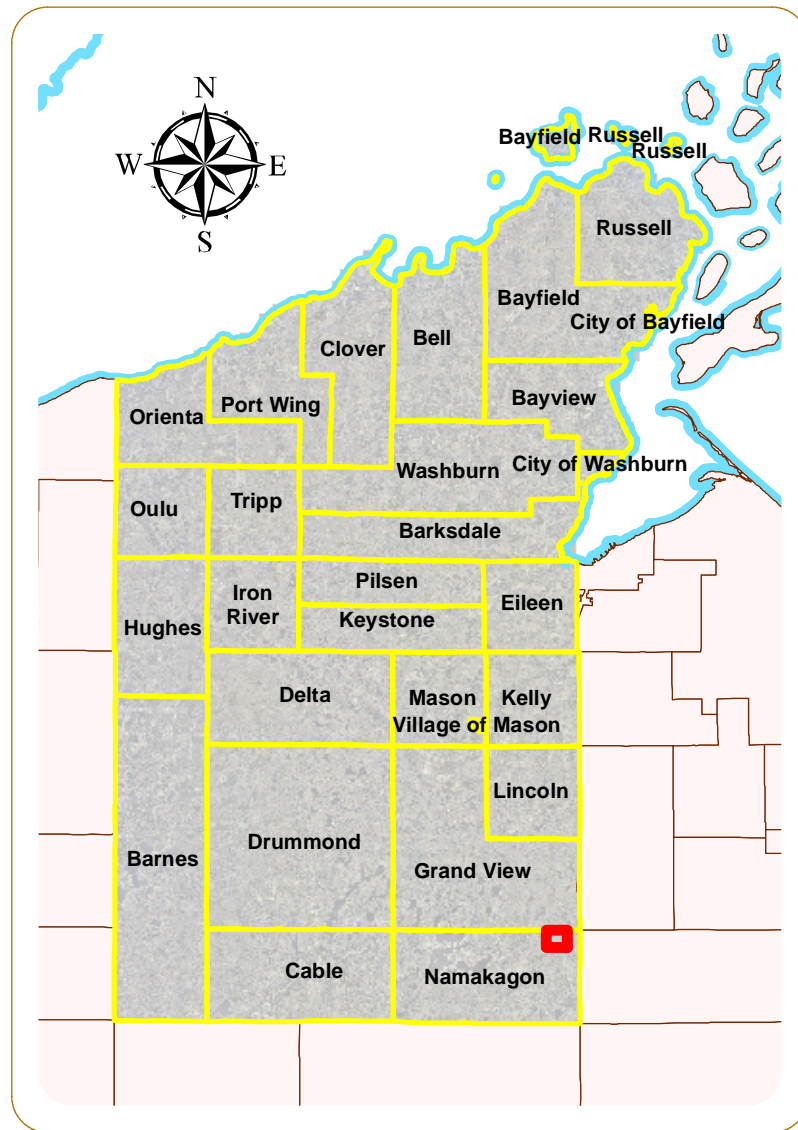 N
W
E
S
Bayfield
Russell
Russell
Russell
Bayfield
City of Bayfield
Clover
Bell
Bayview
Orienta
Port Wing
Washburn
City of Washburn
Oulu
Tripp
Barksdale
Pilsen
Iron
River
Eileen
Keystone
Hughes
Delta
Mason
Kelly
Village of Mason
Lincoln
Drummond
Barnes
Grand View
Cable
Namakagon